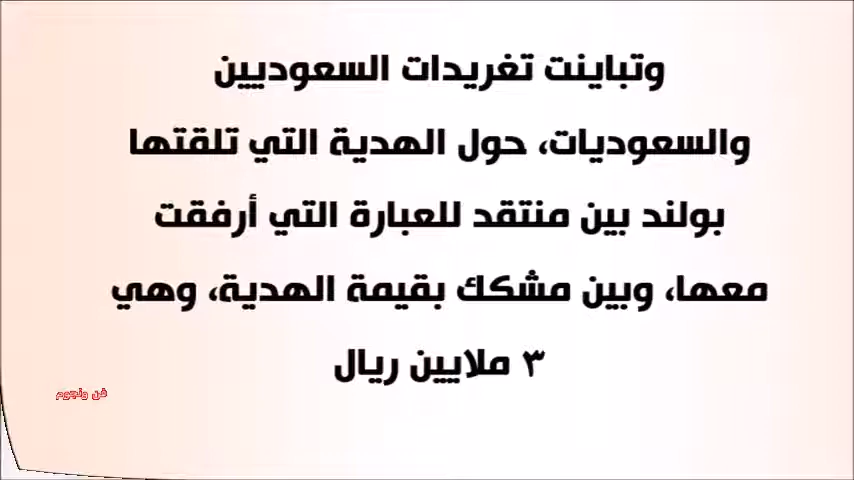 وتباينت تغريدات السعوديين
والسعوديات، حول الهدية التي تلقتها
بولند بين منتقد للعبارة التي أرفقت
معها، وبين مشكك بقيمة الهدية، وهي
٣ ملايين ريال
فن ونجوم